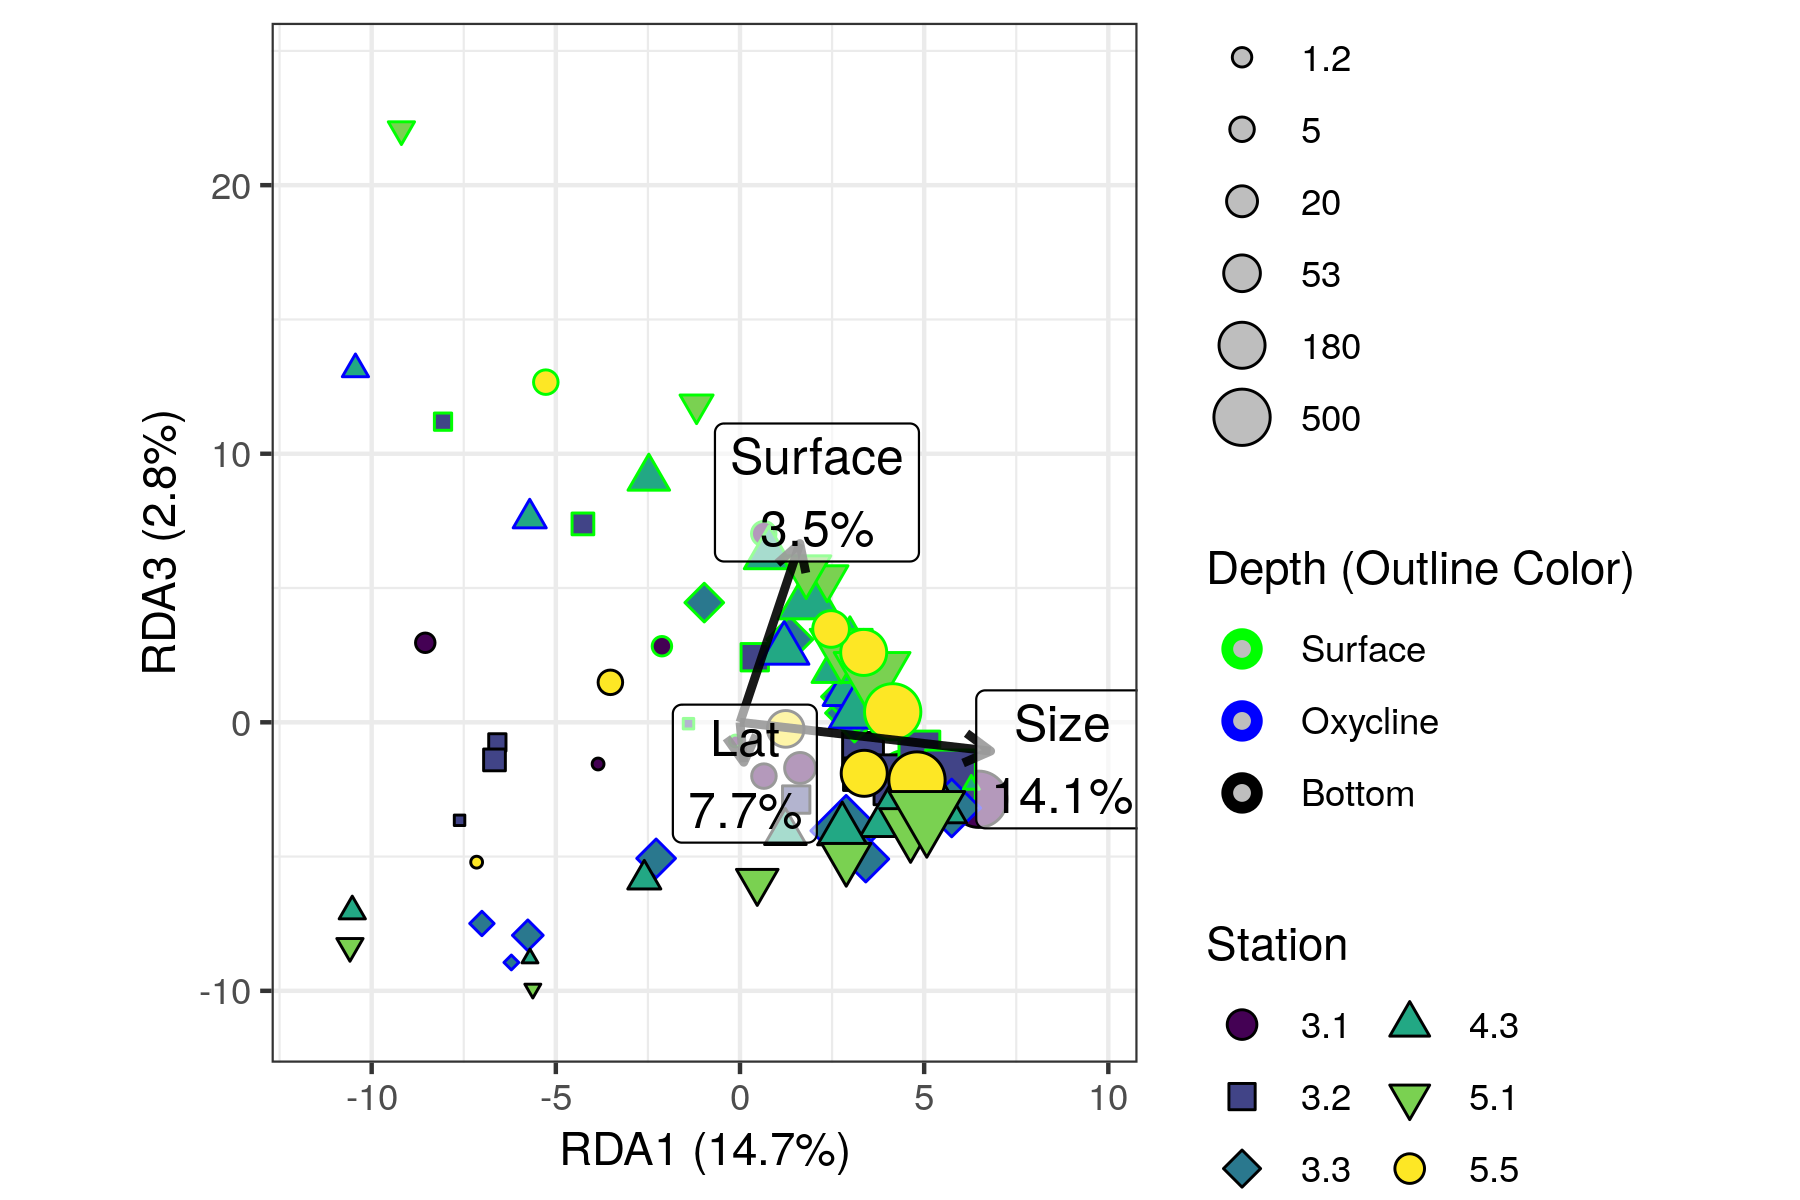 20
10
0
-10
-10
-5
0
5
10
RDA3 (2.8%)
RDA1 (14.7%)
Surface
3.5%
Lat
7.7%
Size
14.1%
1.2
5
20
53
180
500
Depth (Outline Color)
Surface
Oxycline
Bottom
Station
3.1
4.3
3.2
5.1
3.3
5.5